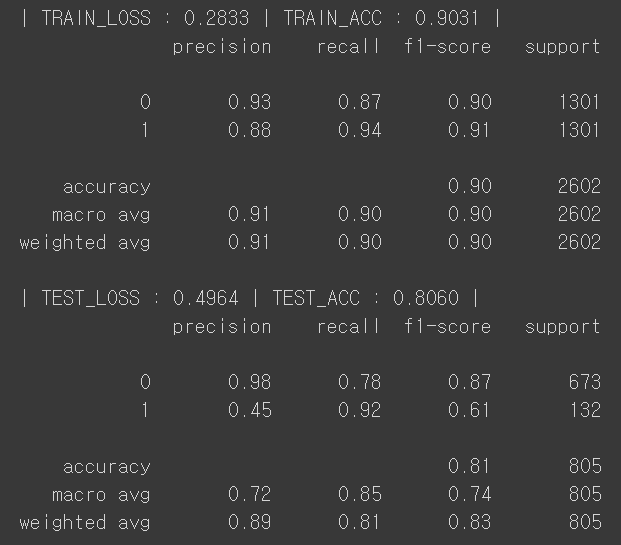 | TRAIN_LOSS : 0.2833 | TRAIN_ACC : 0.9031 |
precision recall f1-score support
0 0.93 0.87 0.90 1301
1 0.88 0.94 0.91 1301
accuracy 0.90 2602
macro avg 0.91 0.90 0.90 2602
weighted avg 0.91 0.90 0.90 2602
| TEST_LOSS : 0.4964 | TEST_ACC : 0.8060 |
precision recall f1-score support
0 0.98 0.78 0.87 673
1 0.45 0.92 0.61 132
accuracy 0.81 805
macro avg 0.72 0.85 0.74 805
weighted avg 0.89 0.81 0.83 805